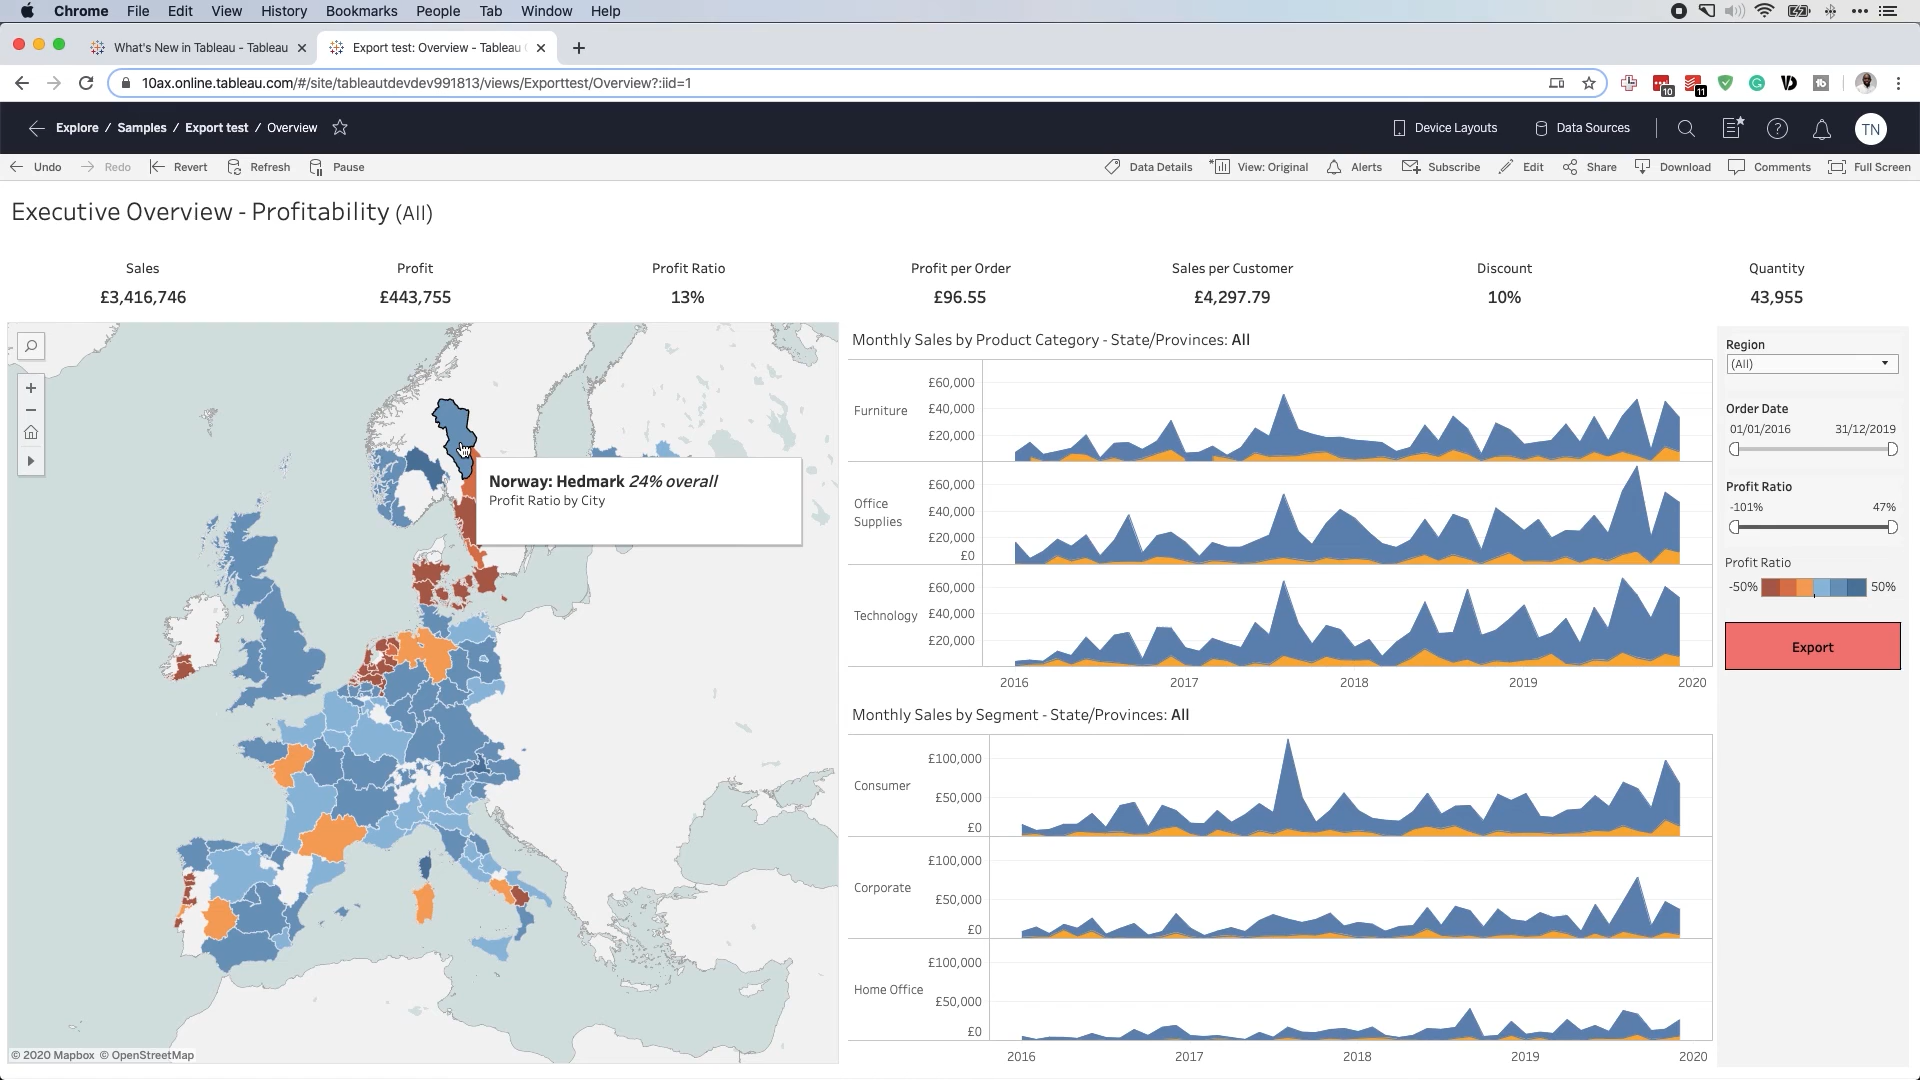 Chrome File Edit View History Bookmarks People Tab Window Help
What's New in Tableau - Tableau
Export test: Overview - Tableau
10ax.online.tableau.com/#/site/tableautdevdev991813/views/Exporttest/Overview?:iid=1
10
11
Explore / Samples / Export test / Overview
Device Layouts
Data Sources
TN
Undo Redo Revert Refresh Pause
Data Details View: Original Alerts Subscribe Edit Share Download Comments Full Screen
Executive Overview - Profitability (All)
Sales Profit Profit Ratio Profit per Order Sales per Customer Discount Quantity
£3,416,746 £443,755 13% £96.55 £4,297.79 10% 43,955
Norway: Hedmark 24% overall
Profit Ratio by City
© 2020 Mapbox © OpenStreetMap
Monthly Sales by Product Category - State/Provinces: All
£60,000
Furniture £40,000
£20,000
£60,000
Office
Supplies
£40,000
£20,000
£0
£60,000
Technology £40,000
£20,000
2016 2017 2018 2019 2020
Monthly Sales by Segment - State/Provinces: All
£100,000
Consumer
£50,000
£0
£100,000
Corporate
£50,000
£0
£100,000
Home Office
£50,000
£0
2016 2017 2018 2019 2020
Region
(All)
Order Date
01/01/2016 31/12/2019
Profit Ratio
-101% 47%
Profit Ratio
-50% 50%
Export